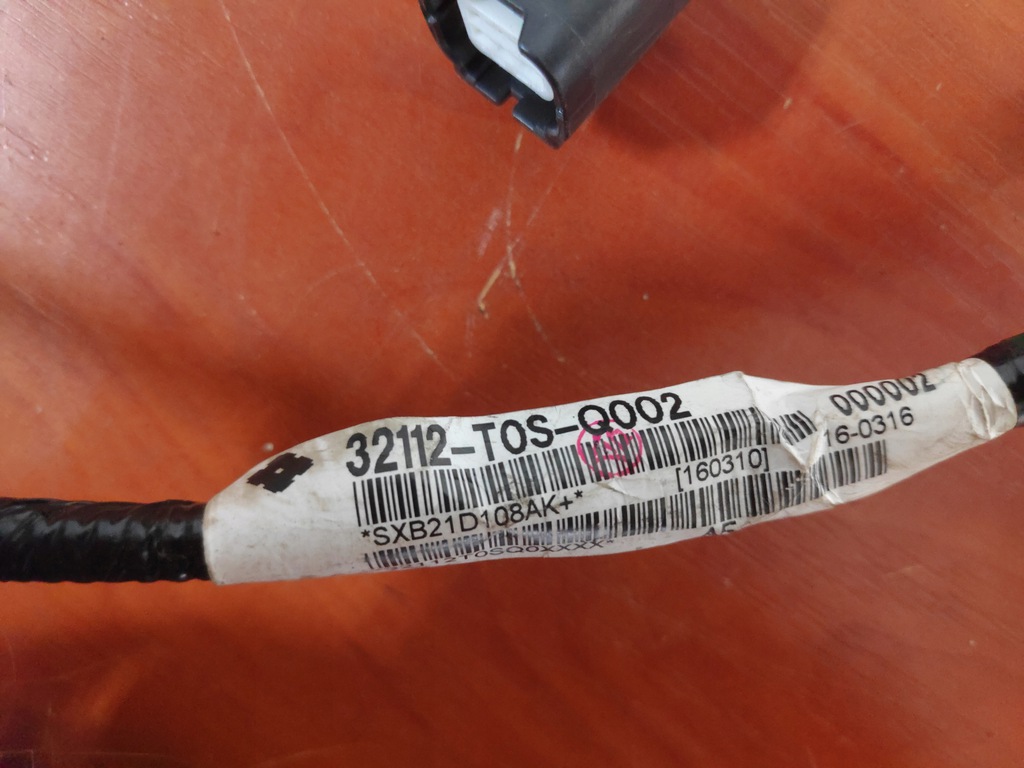 32112-T0S-Q002
000002
16-0316
[160310]
*SXB21D108AK+*